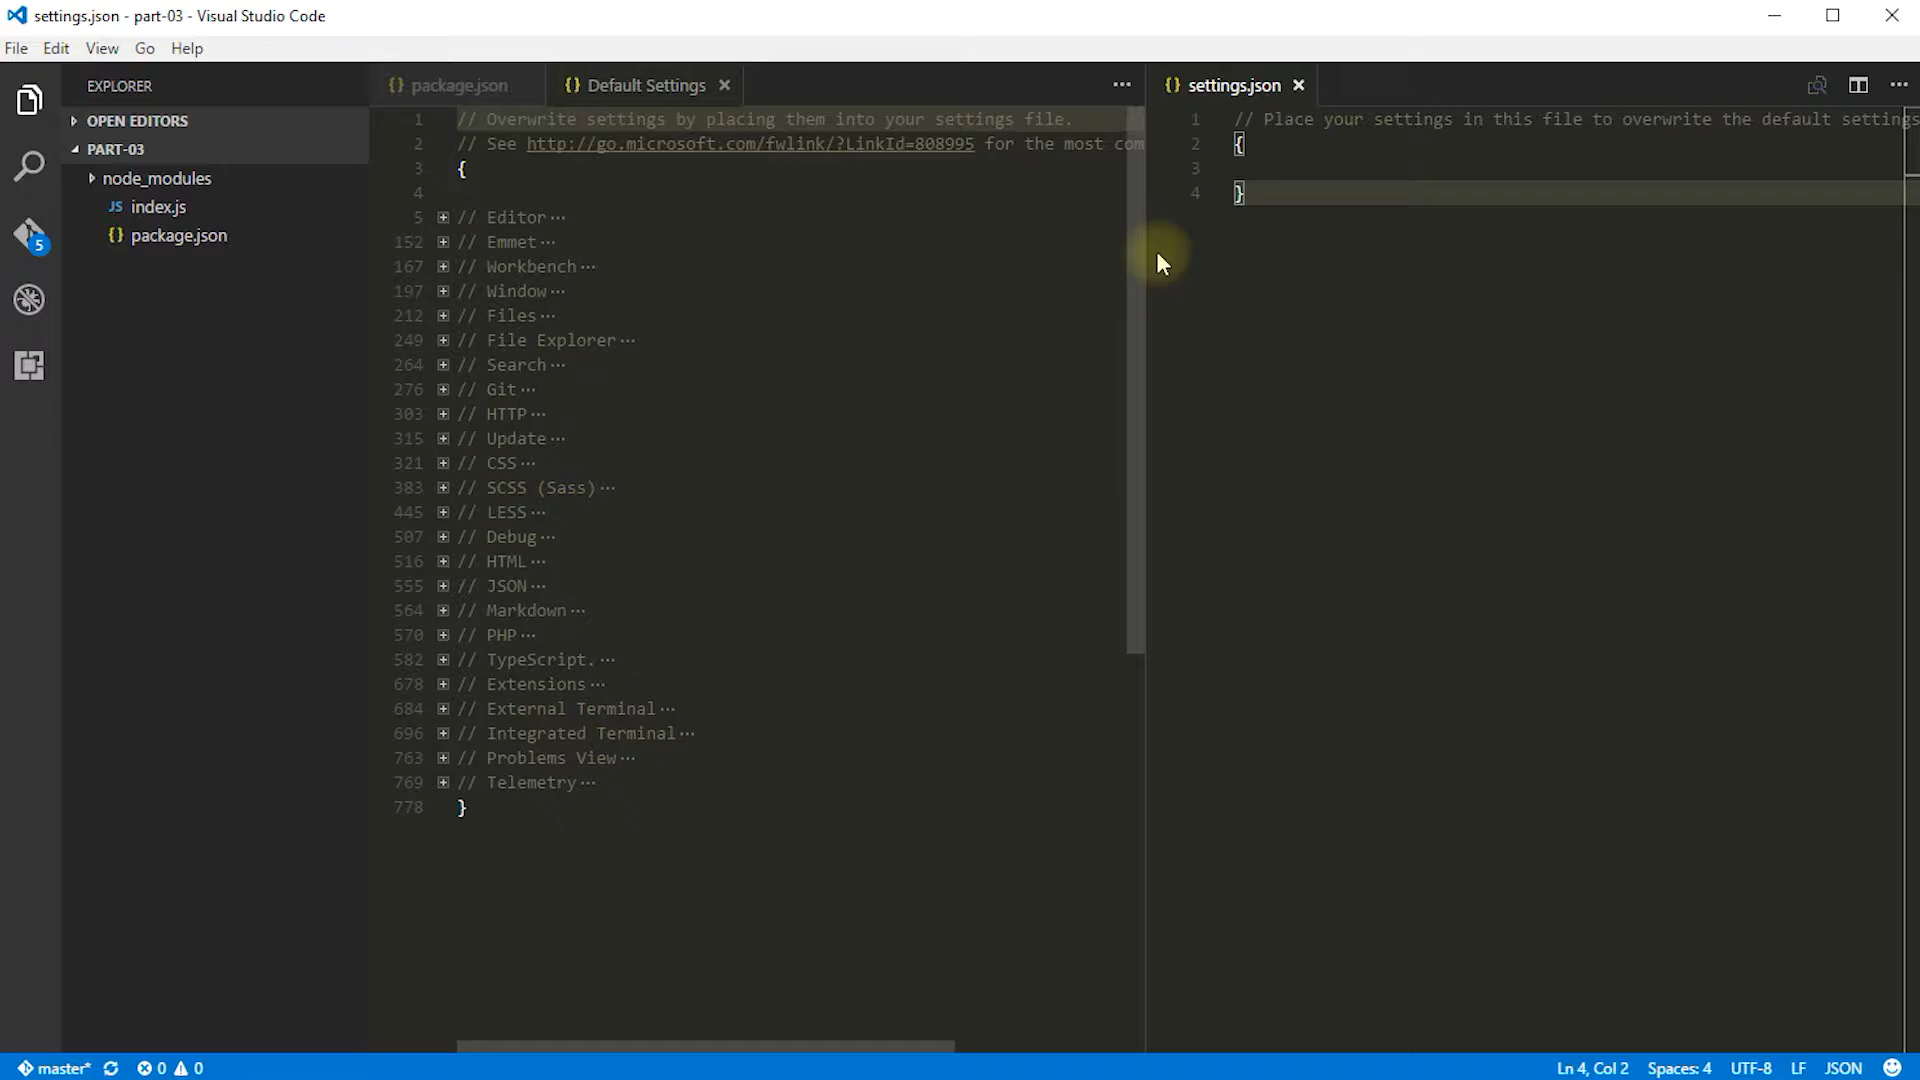 settings.json - part-03 - Visual Studio Code
File Edit View Go Help
EXPLORER
OPEN EDITORS
PART-03
node_modules
JS index.js
{} package.json
5
{} package.json
{} Default Settings
1 // Overwrite settings by placing them into your settings file.
2 // See http://go.microsoft.com/fwlink/?LinkId=808995 for the most com
3 {
4
5 // Editor···
152 // Emmet···
167 // Workbench···
197 // Window···
212 // Files···
249 // File Explorer···
264 // Search···
276 // Git···
303 // HTTP···
315 // Update···
321 // CSS···
383 // SCSS (Sass)···
445 // LESS···
507 // Debug···
516 // HTML···
555 // JSON···
564 // Markdown···
570 // PHP···
582 // TypeScript.···
678 // Extensions···
684 // External Terminal···
696 // Integrated Terminal···
763 // Problems View···
769 // Telemetry···
778 }
{} settings.json
1 // Place your settings in this file to overwrite the default settings
2 {
3
4 }
master* 0 0
Ln 4, Col 2 Spaces: 4 UTF-8 LF JSON